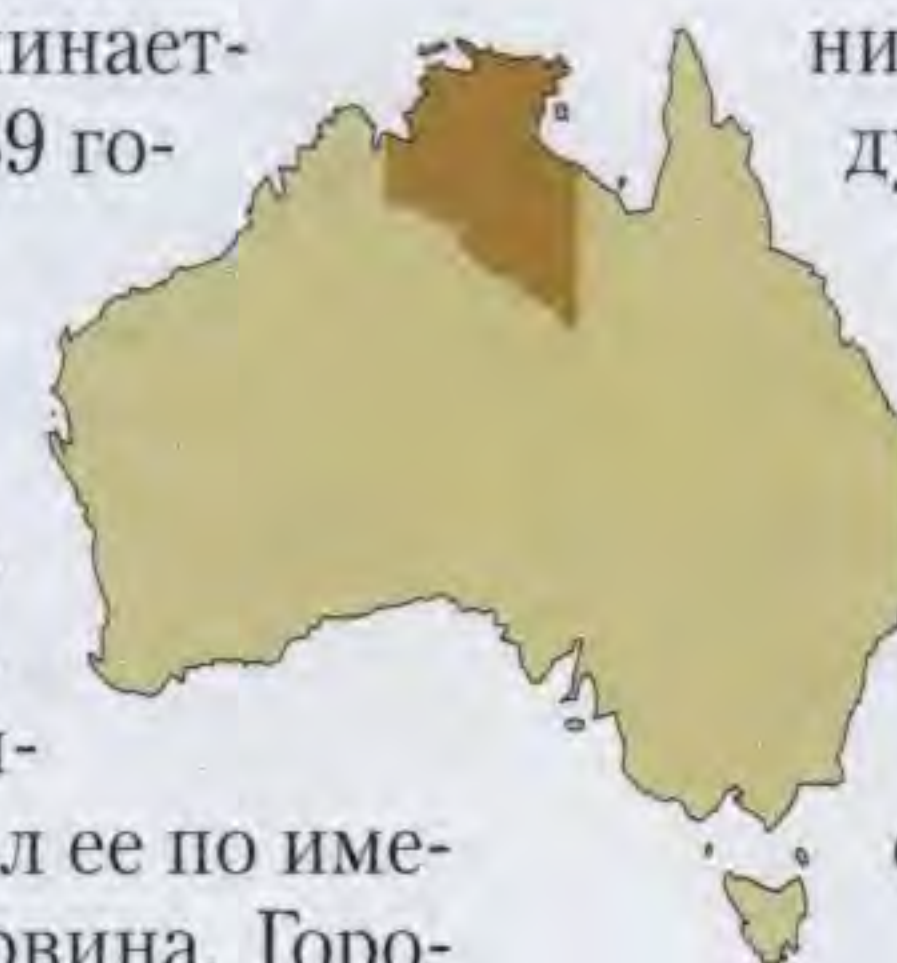 инает-
9 го-
л ее по име-
овина. Горо-
ни